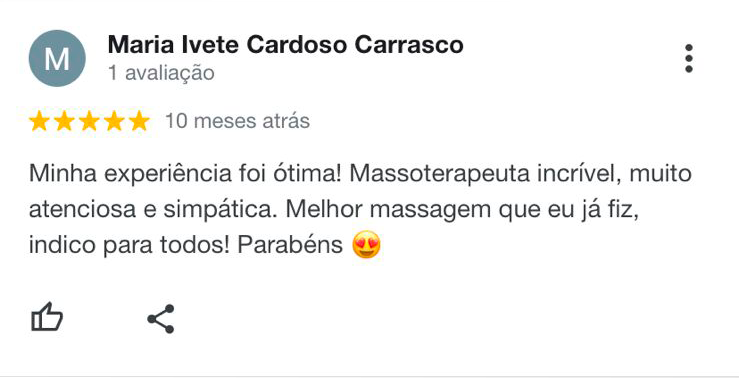 M
Maria Ivete Cardoso Carrasco
1 avaliação
10 meses atrás
Minha experiência foi ótima! Massoterapeuta incrível, muito
atenciosa e simpática. Melhor massagem que eu já fiz,
indico para todos! Parabéns 😍